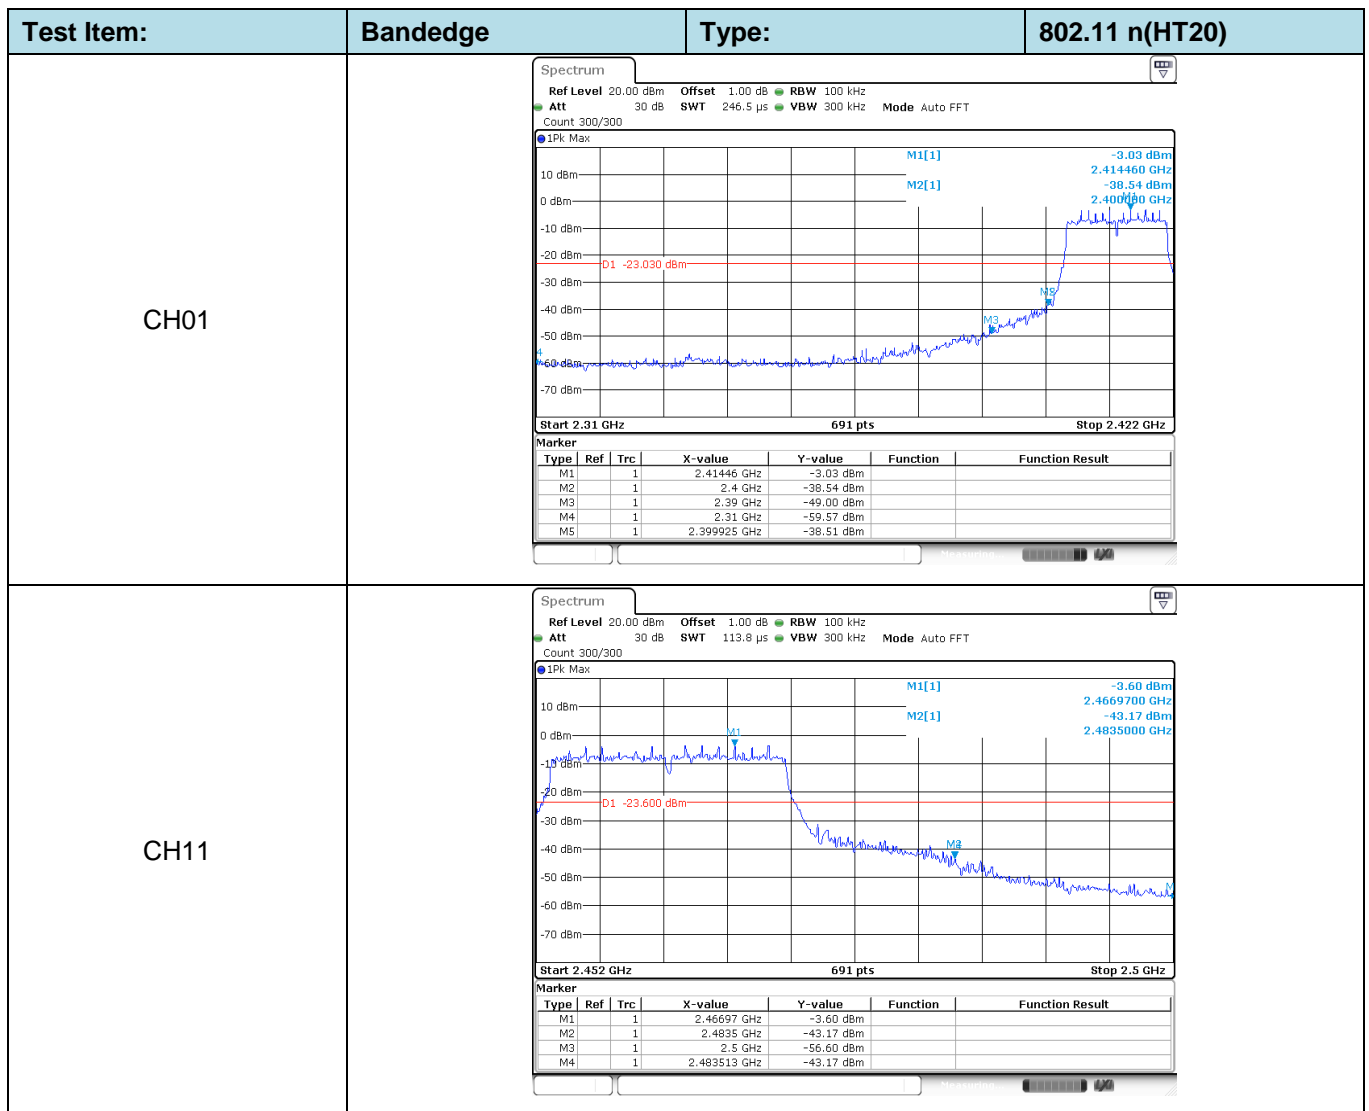 Test Item: Bandedge Type: 802.11 n(HT20)
CH01
Spectrum
Ref Level 20.00 dBm Offset 1.00 dB RBW 100 kHz
Att 30 dB SWT 246.5 µs VBW 300 kHz Mode Auto FFT
Count 300/300
1Pk Max
M1[1] -3.03 dBm
2.414460 GHz
M2[1] -38.54 dBm
2.400000 GHz
M1
10 dBm
0 dBm
-10 dBm
-20 dBm
D1 -23.030 dBm
-30 dBm
-40 dBm
M3
-50 dBm
4
-60 dBm
-70 dBm
Start 2.31 GHz 691 pts Stop 2.422 GHz
Marker
Type Ref Trc X-value Y-value Function Function Result
M1 1 2.41446 GHz -3.03 dBm
M2 1 2.4 GHz -38.54 dBm
M3 1 2.39 GHz -49.00 dBm
M4 1 2.31 GHz -59.57 dBm
M5 1 2.399925 GHz -38.51 dBm
Measuring...
CH11
Spectrum
Ref Level 20.00 dBm Offset 1.00 dB RBW 100 kHz
Att 30 dB SWT 113.8 µs VBW 300 kHz Mode Auto FFT
Count 300/300
1Pk Max
M1[1] -3.60 dBm
2.4669700 GHz
M2[1] -43.17 dBm
2.4835000 GHz
10 dBm
0 dBm
M1
-10 dBm
-20 dBm
D1 -23.600 dBm
-30 dBm
-40 dBm
-50 dBm
M
-60 dBm
-70 dBm
Start 2.452 GHz 691 pts Stop 2.5 GHz
Marker
Type Ref Trc X-value Y-value Function Function Result
M1 1 2.46697 GHz -3.60 dBm
M2 1 2.4835 GHz -43.17 dBm
M3 1 2.5 GHz -56.60 dBm
M4 1 2.483513 GHz -43.17 dBm
Measuring...